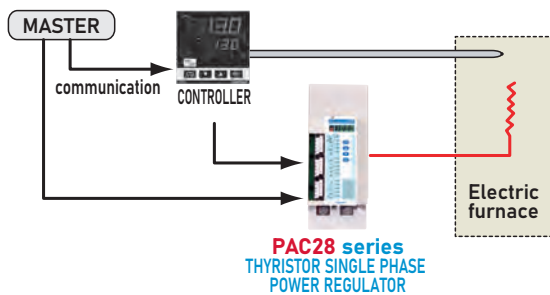 MASTER
communication
CONTROLLER
Electric
furnace
PAC28 series
THYRISTOR SINGLE PHASE
POWER REGULATOR